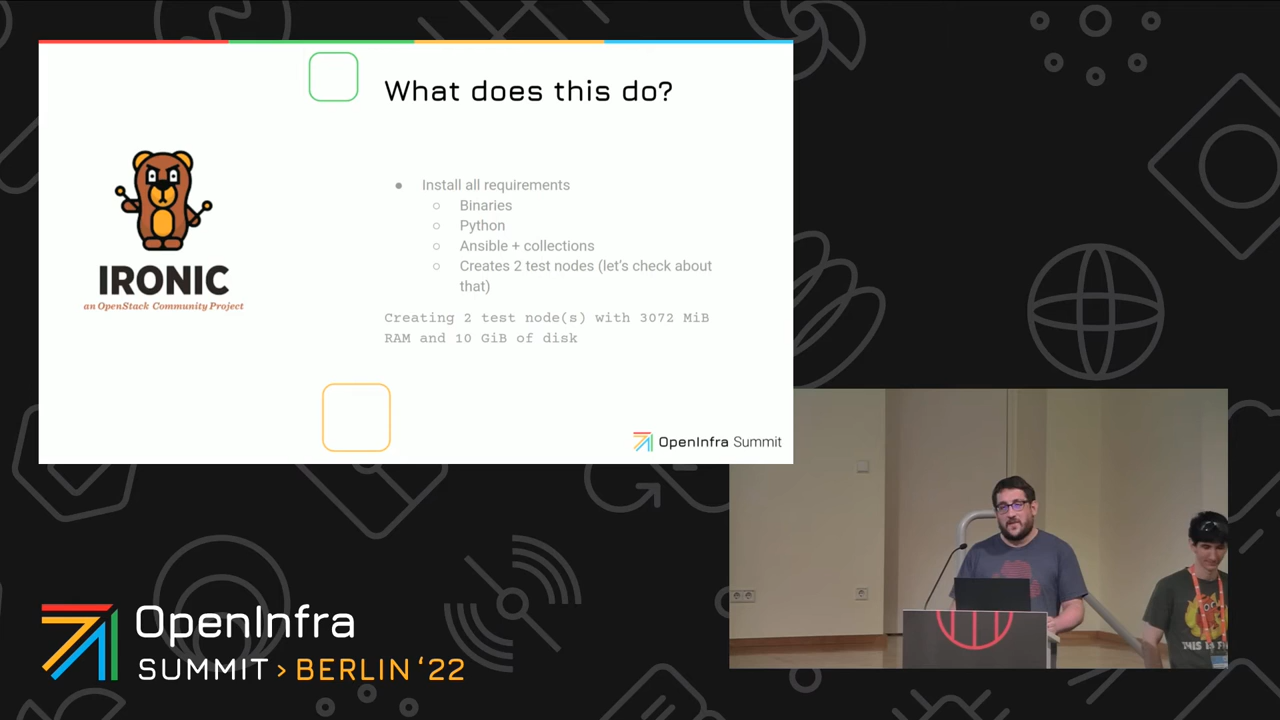 What does this do?
● Install all requirements
○ Binaries
○ Python
○ Ansible + collections
○ Creates 2 test nodes (let's check about
that)
Creating 2 test node(s) with 3072 MiB
RAM and 10 GiB of disk
IRONIC
an OpenStack Community Project
OpenInfra Summit
OpenInfra
SUMMIT > BERLIN ‘22
THIS IS